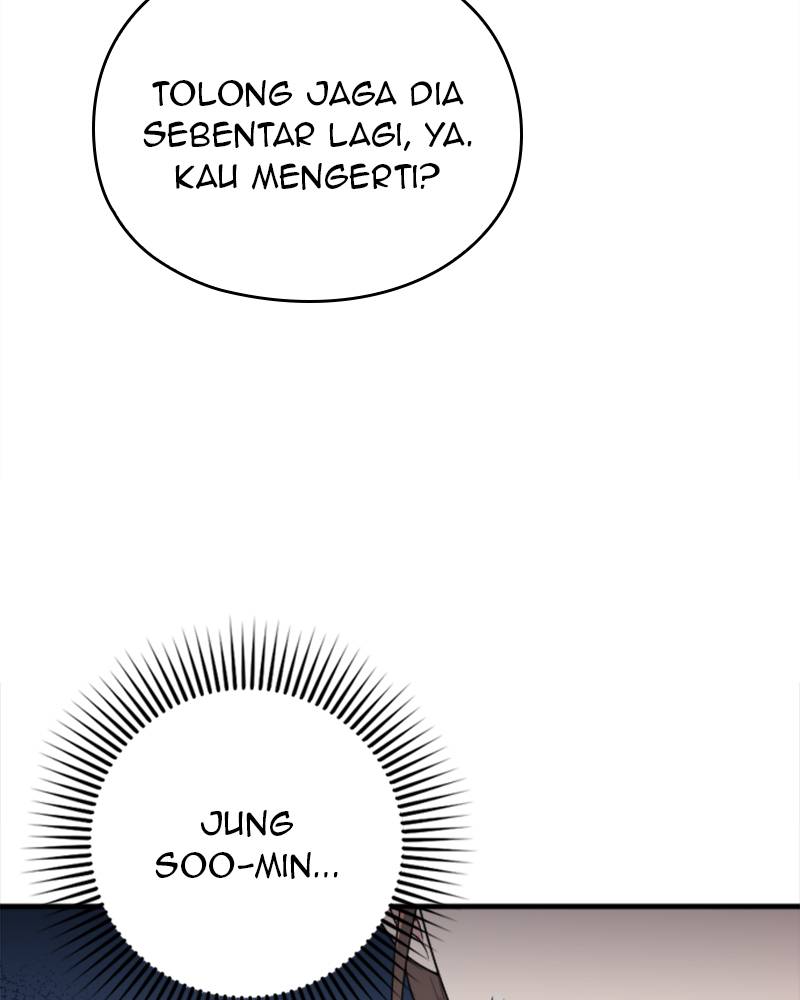 TOLONG JAGA DIA
SEBENTAR LAGI, YA.
KAU MENGERTI?
JUNG
SOO-MIN...